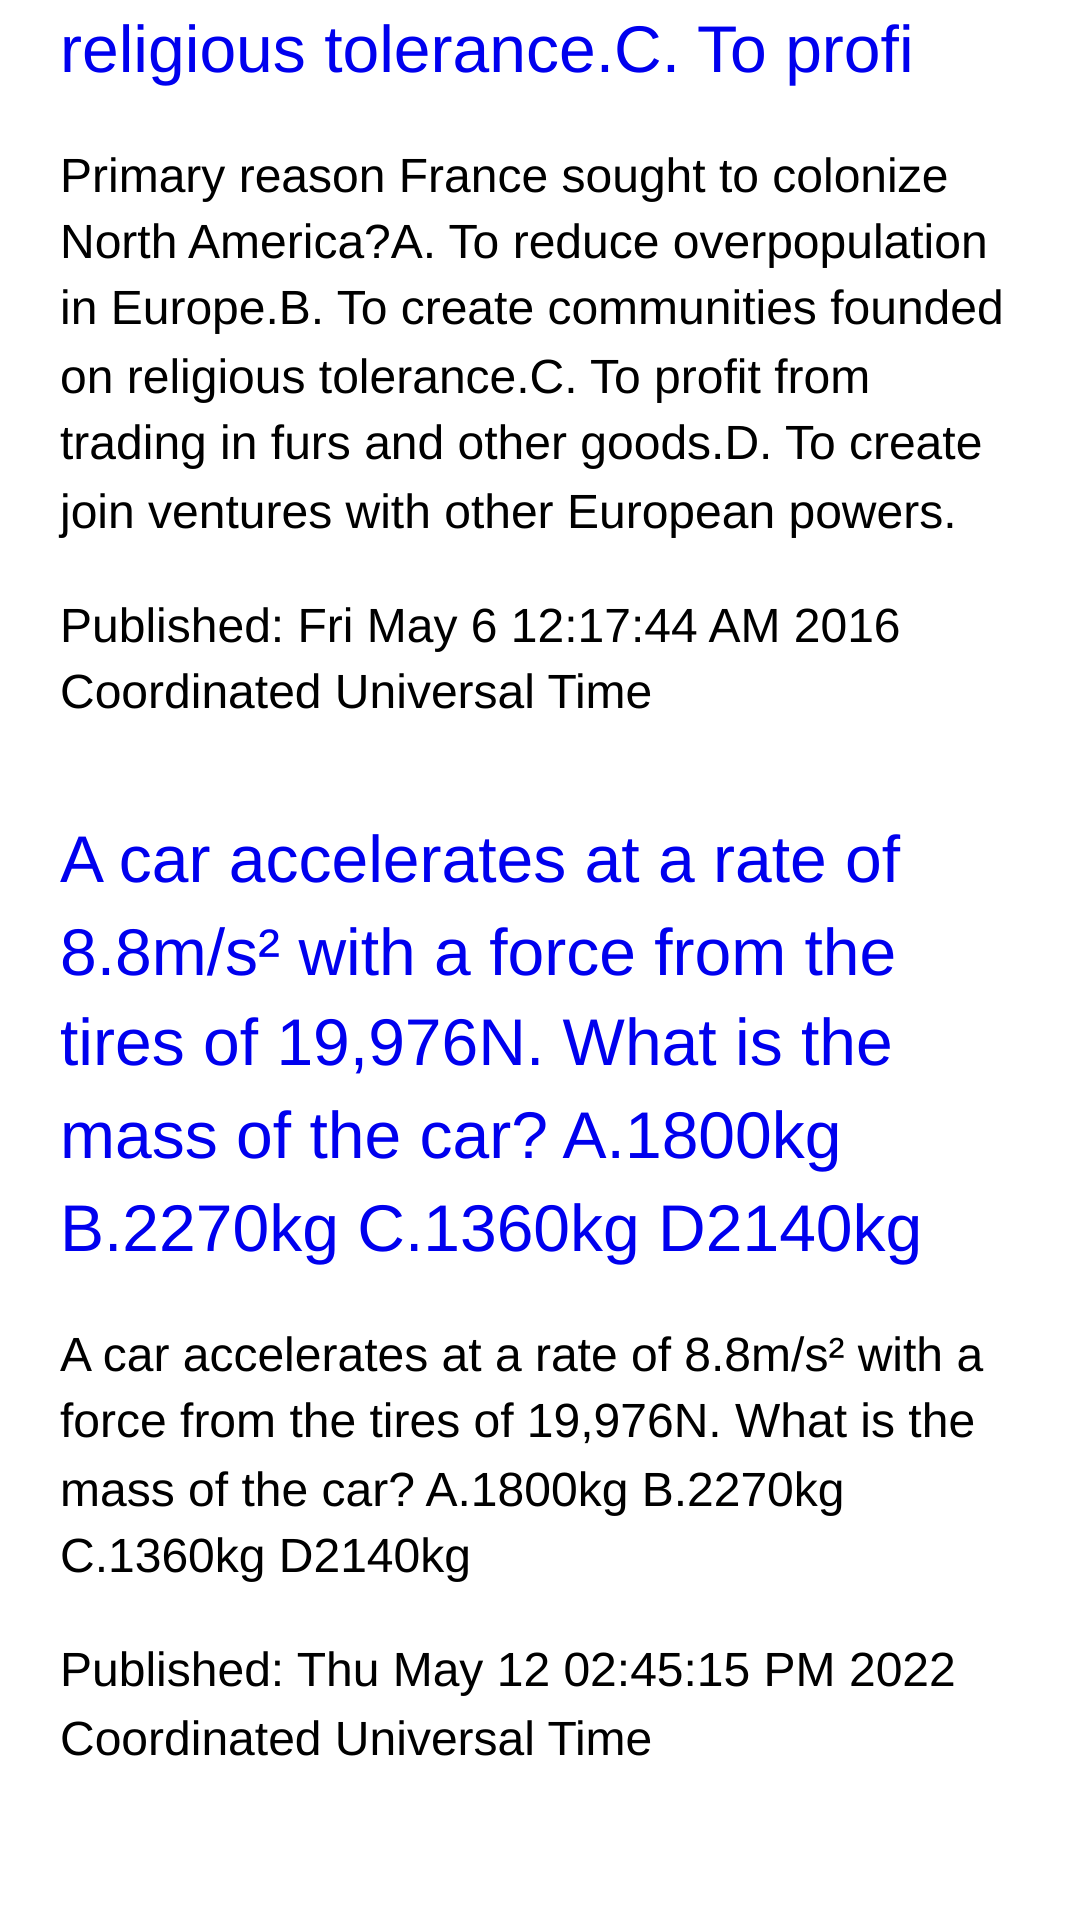 religious tolerance.C. To profi
Primary reason France sought to colonize
North America?A. To reduce overpopulation
in Europe.B. To create communities founded
on religious tolerance.C. To profit from
trading in furs and other goods.D. To create
join ventures with other European powers.
Published: Fri May 6 12:17:44 AM 2016
Coordinated Universal Time
A car accelerates at a rate of
8.8m/s² with a force from the
tires of 19,976N. What is the
mass of the car? A.1800kg
B.2270kg C.1360kg D2140kg
A car accelerates at a rate of 8.8m/s² with a
force from the tires of 19,976N. What is the
mass of the car? A.1800kg B.2270kg
C.1360kg D2140kg
Published: Thu May 12 02:45:15 PM 2022
Coordinated Universal Time